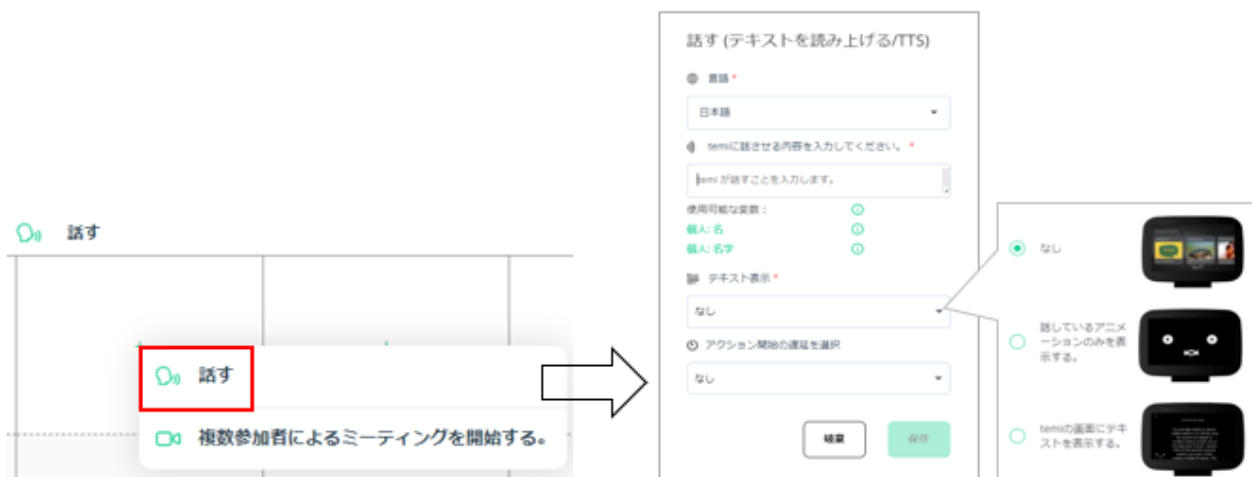 話す
話す
複数参加者によるミーティングを開始する。
話す (テキストを読み上げる/TTS)
言語 *
日本語
temiに話させる内容を入力してください。 *
temi が話すことを入力します。
使用可能な変数：
個人: 名
個人: 名字
テキスト表示 *
なし
アクション開始の遅延を選択
なし
破棄
保存
なし
話しているアニメ
ーションのみを表
示する。
temiの画面にテキ
ストを表示する。